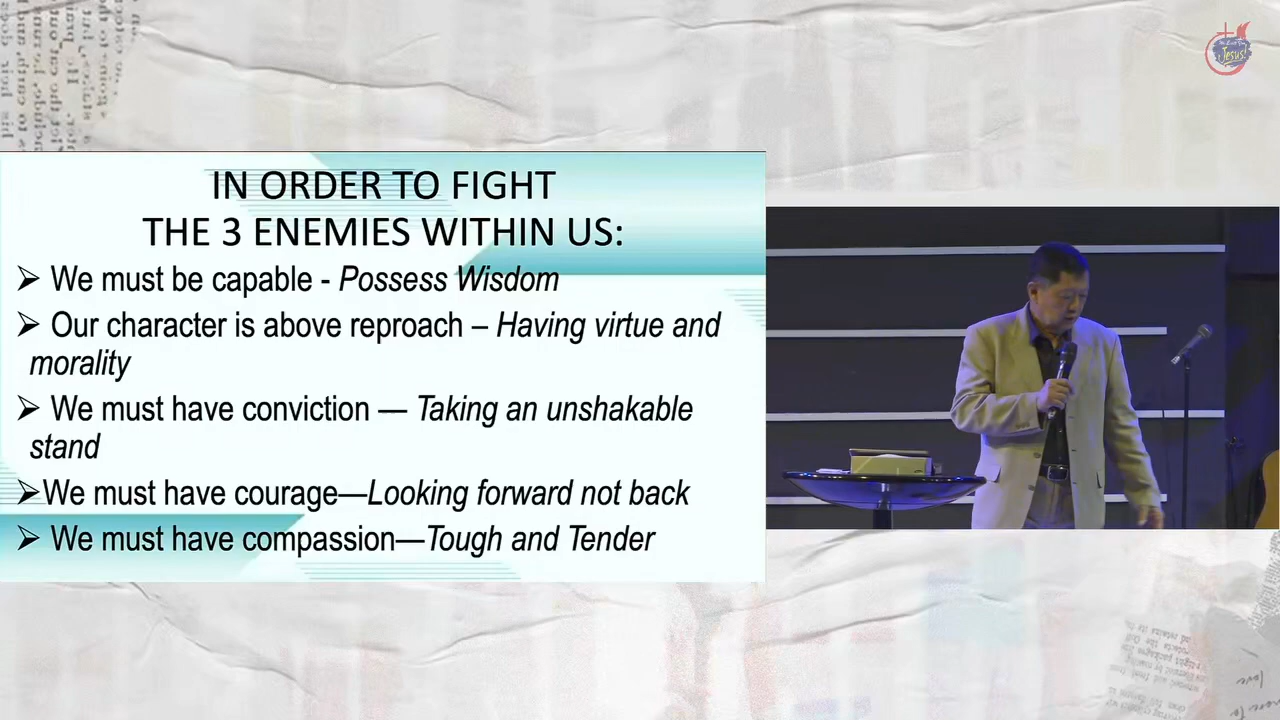 Jesus!
IN ORDER TO FIGHT
THE 3 ENEMIES WITHIN US:
➢ We must be capable - Possess Wisdom
➢ Our character is above reproach – Having virtue and
morality
➢ We must have conviction — Taking an unshakable
stand
➢We must have courage—Looking forward not back
➢ We must have compassion—Tough and Tender